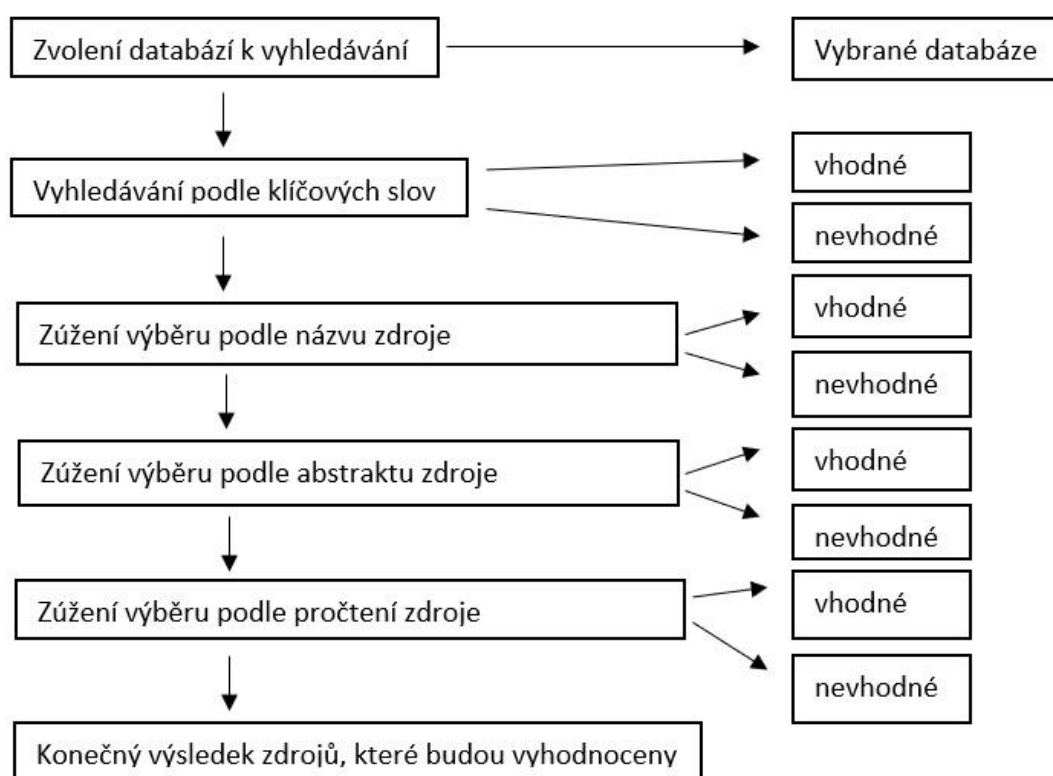 Zvolení databází k vyhledávání
Vybrané databáze
Vyhledávání podle klíčových slov
vhodné
nevhodné
Zúžení výběru podle názvu zdroje
vhodné
nevhodné
Zúžení výběru podle abstraktu zdroje
vhodné
nevhodné
Zúžení výběru podle pročtení zdroje
vhodné
nevhodné
Konečný výsledek zdrojů, které budou vyhodnoceny